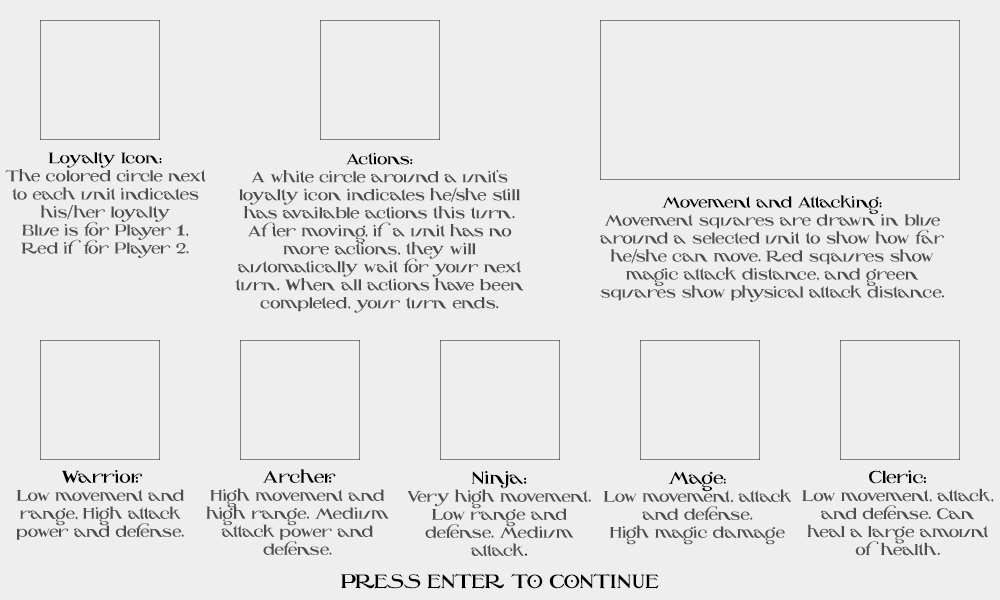 Loyalty Icon:
The colored circle next
to each unit indicates
his/her loyalty
Blue is for Player 1,
Red if for Player 2.
Actions:
A white circle around a unit's
loyalty icon indicates he/she still
has available actions this turn.
After moving, if a unit has no
more actions, they will
automatically wait for your next
turn. When all actions have been
completed, your turn ends.
Movement and Attacking:
Movement squares are drawn in blue
around a selected unit to show how far
he/she can move. Red sqaures show
magic attack distance, and green
squares show physical attack distance.
Warrior:
Low movement and
range, High attack
power and defense.
Archer:
High movement and
high range. Medium
attack power and
defense.
Ninja:
Very high movement.
Low range and
defense. Medium
attack.
Mage:
Low movement, attack
and defense.
High magic damage
Cleric:
Low movement, attack,
and defense. Can
heal a large amount
of health.
PRESS ENTER TO CONTINUE